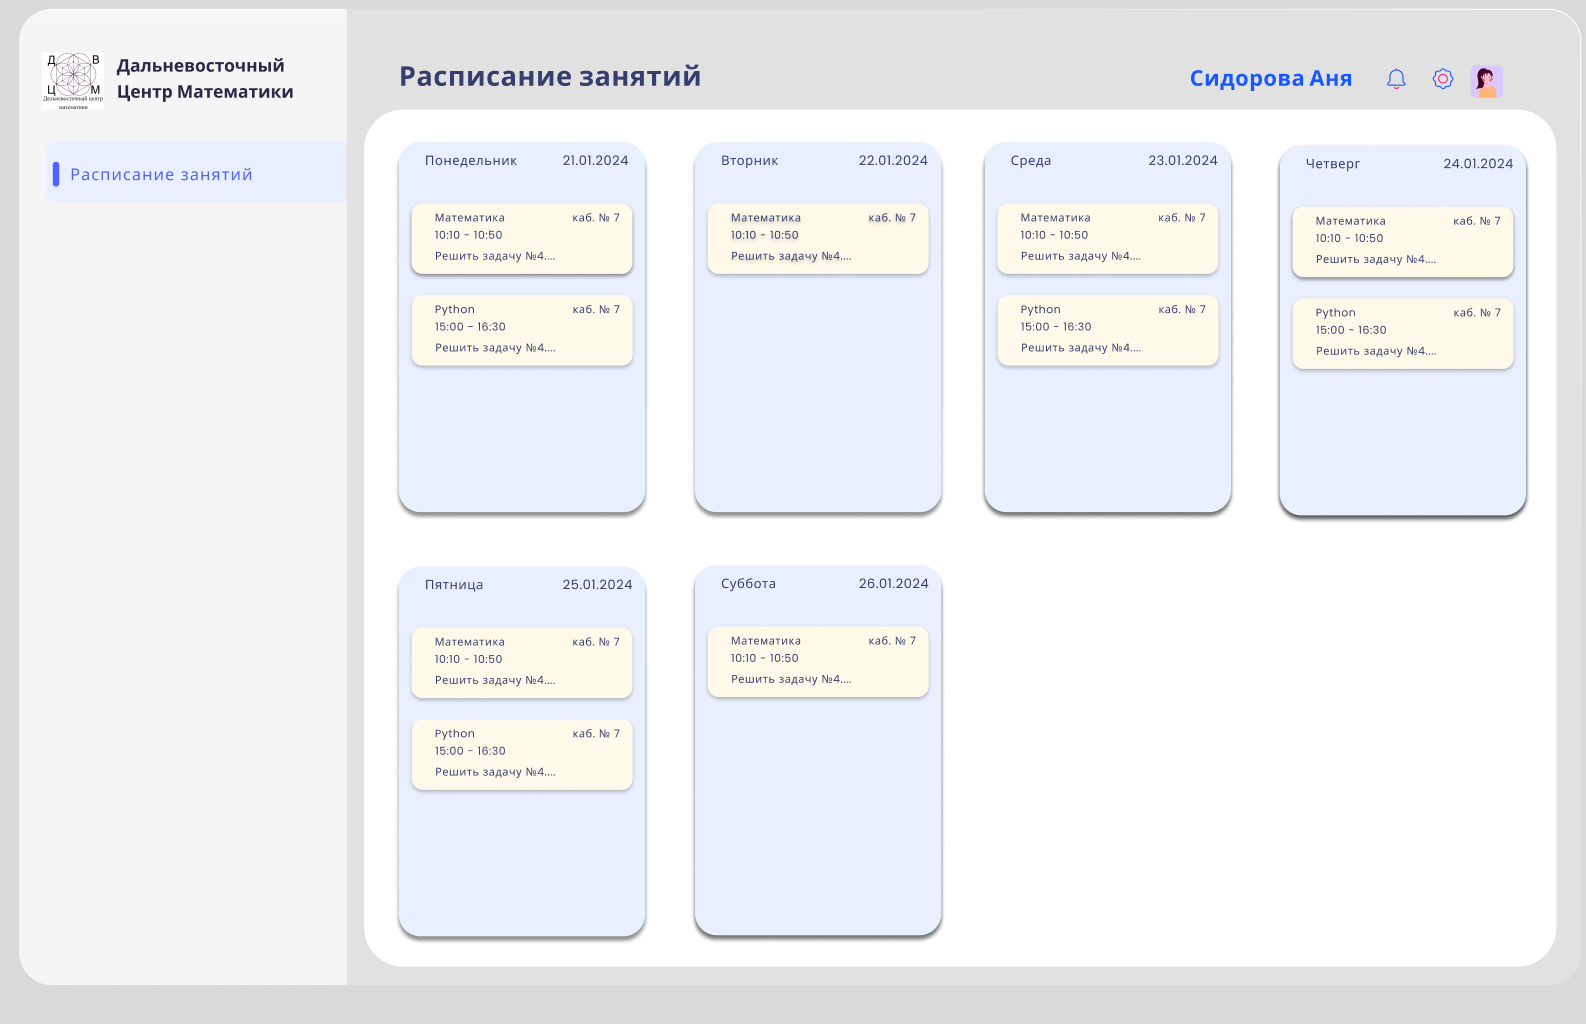 Д В
Ц М
Дальневосточный центр
математики
Дальневосточный
Центр Математики
Расписание занятий
Расписание занятий
Сидорова Аня
Понедельник 21.01.2024
Математика каб. № 7
10:10 - 10:50
Решить задачу №4....
Python каб. № 7
15:00 - 16:30
Решить задачу №4....
Вторник 22.01.2024
Математика каб. № 7
10:10 - 10:50
Решить задачу №4....
Среда 23.01.2024
Математика каб. № 7
10:10 - 10:50
Решить задачу №4....
Python каб. № 7
15:00 - 16:30
Решить задачу №4....
Четверг 24.01.2024
Математика каб. № 7
10:10 - 10:50
Решить задачу №4....
Python каб. № 7
15:00 - 16:30
Решить задачу №4....
Пятница 25.01.2024
Математика каб. № 7
10:10 - 10:50
Решить задачу №4....
Python каб. № 7
15:00 - 16:30
Решить задачу №4....
Суббота 26.01.2024
Математика каб. № 7
10:10 - 10:50
Решить задачу №4....